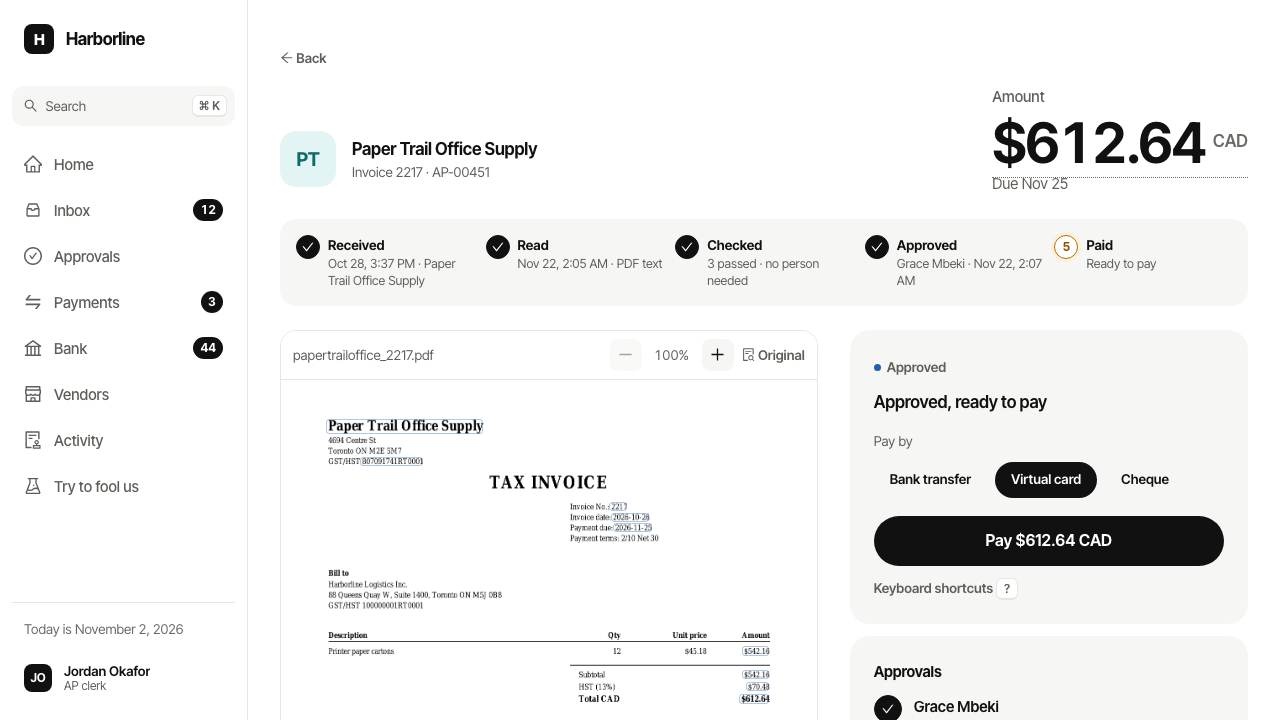 H Harborline
Search ⌘ K
Home
Inbox 12
Approvals
Payments 3
Bank 44
Vendors
Activity
Try to fool us
Today is November 2, 2026
JO
Jordan Okafor
AP clerk
← Back
PT
Paper Trail Office Supply
Invoice 2217 · AP-00451
Amount
$612.64 CAD
Due Nov 25
Received
Oct 28, 3:37 PM · Paper
Trail Office Supply
Read
Nov 22, 2:05 AM · PDF text
Checked
3 passed · no person
needed
Approved
Grace Mbeki · Nov 22, 2:07
AM
5 Paid
Ready to pay
papertrailoffice_2217.pdf
100%
Original
Paper Trail Office Supply
4694 Centre St
Toronto ON M2E 5M7
GST/HST 807091741RT0001
TAX INVOICE
Invoice No.: 2217
Invoice date: 2026-10-26
Payment due: 2026-11-25
Payment terms: 2/10 Net 30
Bill to
Harborline Logistics Inc.
88 Queens Quay W, Suite 1400, Toronto ON M5J 0B8
GST/HST 100000001RT0001
Description Qty Unit price Amount
Printer paper cartons 12 $45.18 $542.16
Subtotal $542.16
HST (13%) $70.48
Total CAD $612.64
Approved
Approved, ready to pay
Pay by
Bank transfer Virtual card Cheque
Pay $612.64 CAD
Keyboard shortcuts ?
Approvals
Grace Mbeki